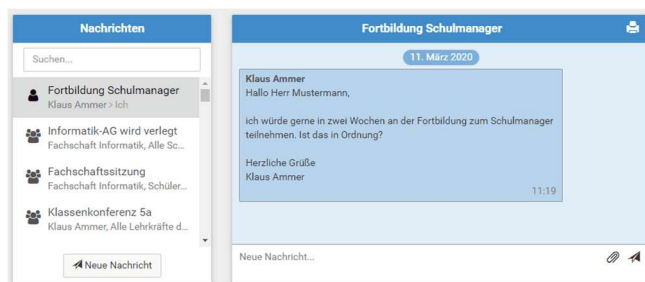 Nachrichten
Suchen...
Fortbildung Schulmanager
Klaus Ammer > Ich
Informatik-AG wird verlegt
Fachschaft Informatik, Alle Sc...
Fachschaftssitzung
Fachschaft Informatik, Schüler...
Klassenkonferenz 5a
Klaus Ammer, Alle Lehrkräfte d...
Neue Nachricht
Fortbildung Schulmanager
11. März 2020
Klaus Ammer
Hallo Herr Mustermann,
ich würde gerne in zwei Wochen an der Fortbildung zum Schulmanager
teilnehmen. Ist das in Ordnung?
Herzliche Grüße
Klaus Ammer
11:19
Neue Nachricht...